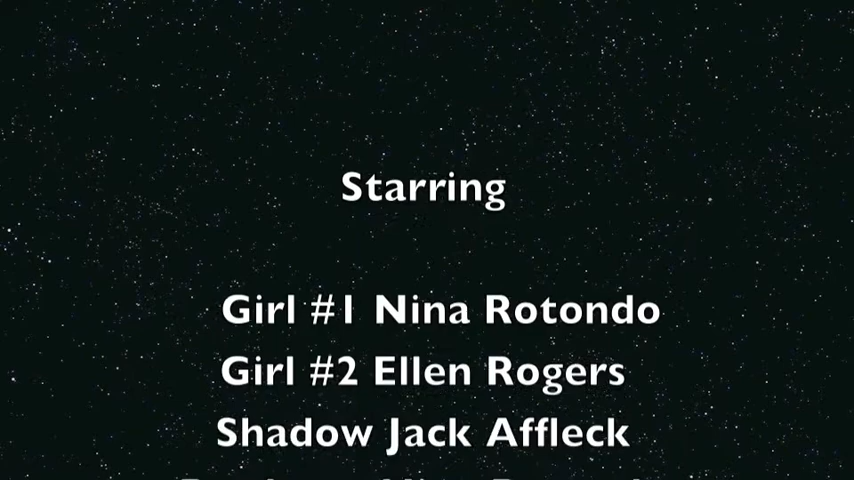 Starring
Girl #1 Nina Rotondo
Girl #2 Ellen Rogers
Shadow Jack Affleck